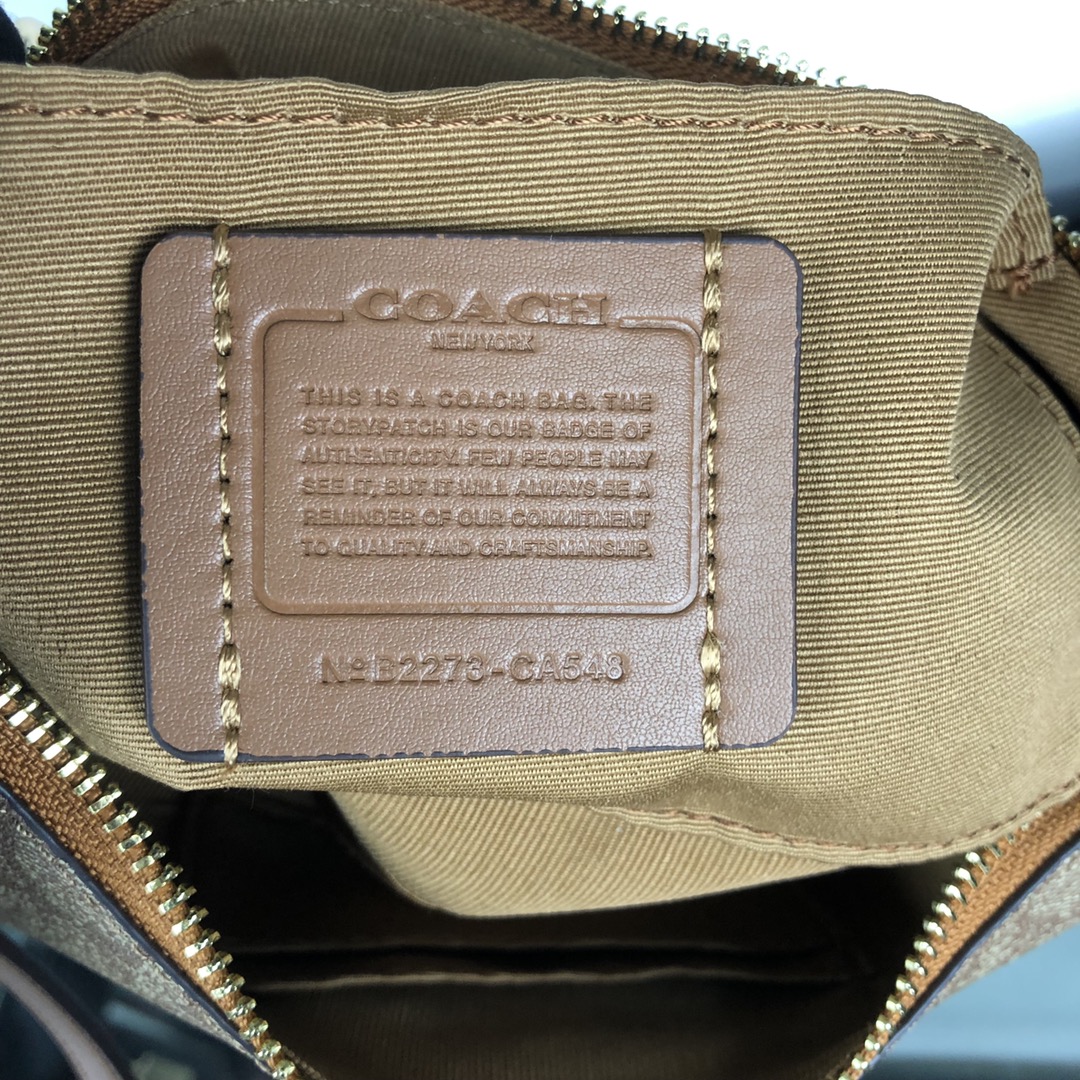 COACH
NEW YORK
THIS IS A COACH BAG. THE
STORYPATCH IS OUR BADGE OF
AUTHENTICITY. FEW PEOPLE MAY
SEE IT, BUT IT WILL ALWAYS BE A
REMINDER OF OUR COMMITMENT
TO QUALITY AND CRAFTSMANSHIP.
Nº B2273-CA548